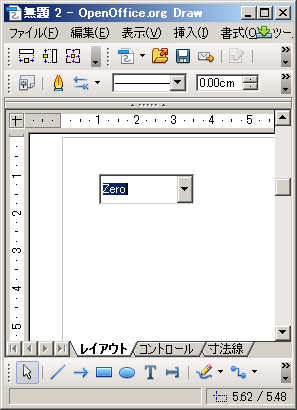 無題 2 - OpenOffice.org Draw
ファイル(F) 編集(E) 表示(V) 挿入(I) 書式(O) ツー
0.00cm
1 2 3 4 5
1
2
3
4
5
Zero
レイアウト コントロール 寸法線
T
5.62 / 5.48